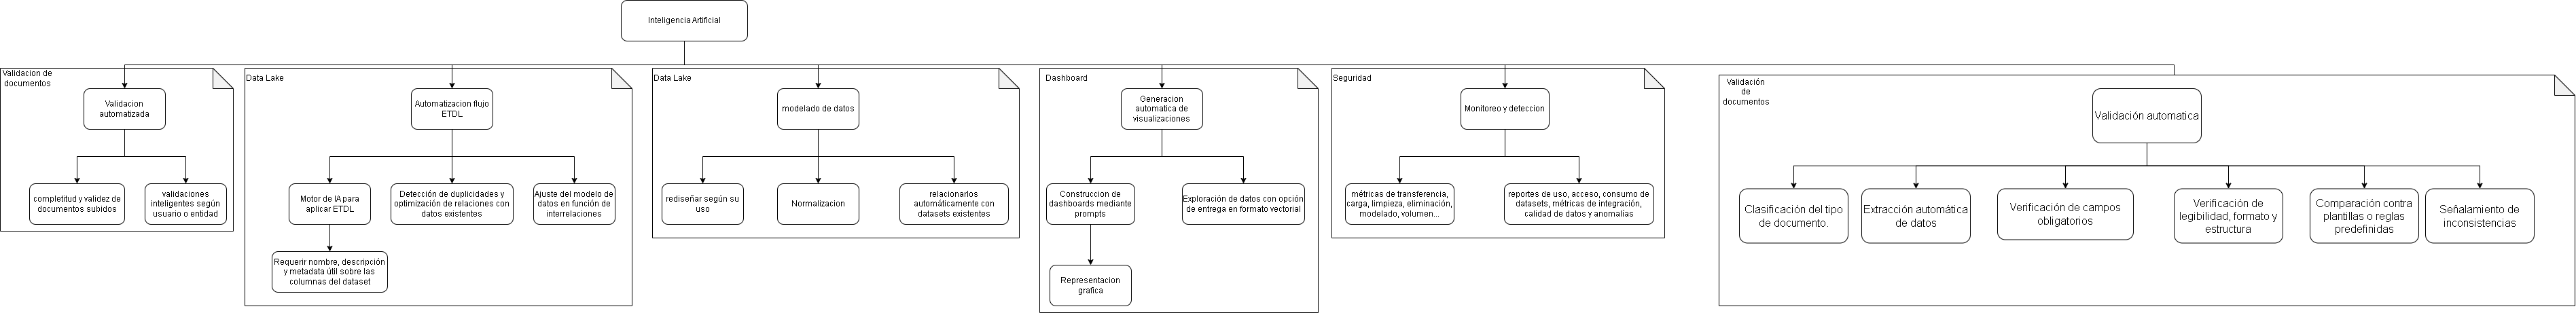 Inteligencia Artificial
Validacion de
documentos
Validacion
automatizada
completitud y validez de
documentos subidos
validaciones
inteligentes según
usuario o entidad
Data Lake
Automatizacion flujo
ETDL
Motor de IA para
aplicar ETDL
Detección de duplicidades y
optimización de relaciones con
datos existentes
Ajuste del modelo de
datos en función de
interrelaciones
Requerir nombre, descripción
y metadata útil sobre las
columnas del dataset
Data Lake
modelado de datos
rediseñar según su
uso
Normalizacion
relacionarlos
automáticamente con
datasets existentes
Dashboard
Generacion
automatica de
visualizaciones
Construccion de
dashboards mediante
prompts
Exploración de datos con opción
de entrega en formato vectorial
Representacion
grafica
Seguridad
Monitoreo y deteccion
métricas de transferencia,
carga, limpieza, eliminación,
modelado, volumen...
reportes de uso, acceso, consumo de
datasets, métricas de integración,
calidad de datos y anomalías
Validación
de
documentos
Validación automatica
Clasificación del tipo
de documento.
Extracción automática
de datos
Verificación de campos
obligatorios
Verificación de
legibilidad, formato y
estructura
Comparación contra
plantillas o reglas
predefinidas
Señalamiento de
inconsistencias